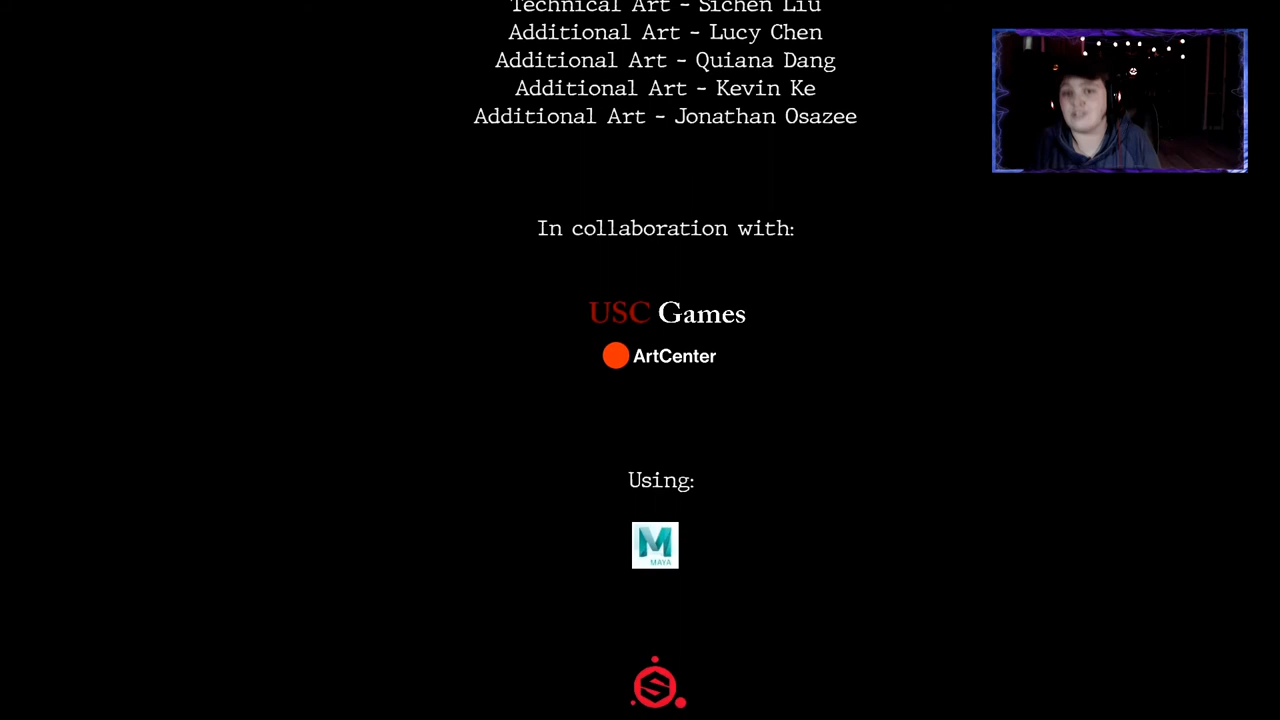 Technical Art - Sichen Liu
Additional Art - Lucy Chen
Additional Art - Quiana Dang
Additional Art - Kevin Ke
Additional Art - Jonathan Osazee
In collaboration with:
USC Games
ArtCenter
Using:
M
MAYA
S